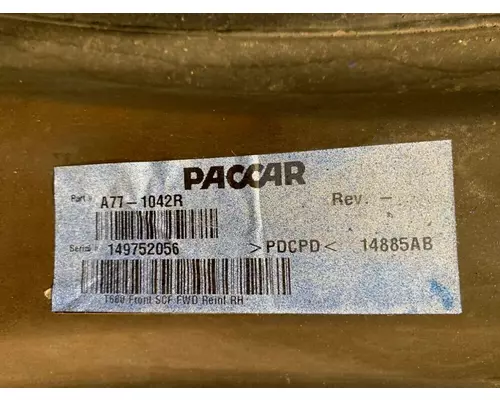 PACCAR
Part # A77-1042R Rev. -
Serial # 149752056 >PDCPD< 14885AB
T680 Front SCF FWD Reinf RH